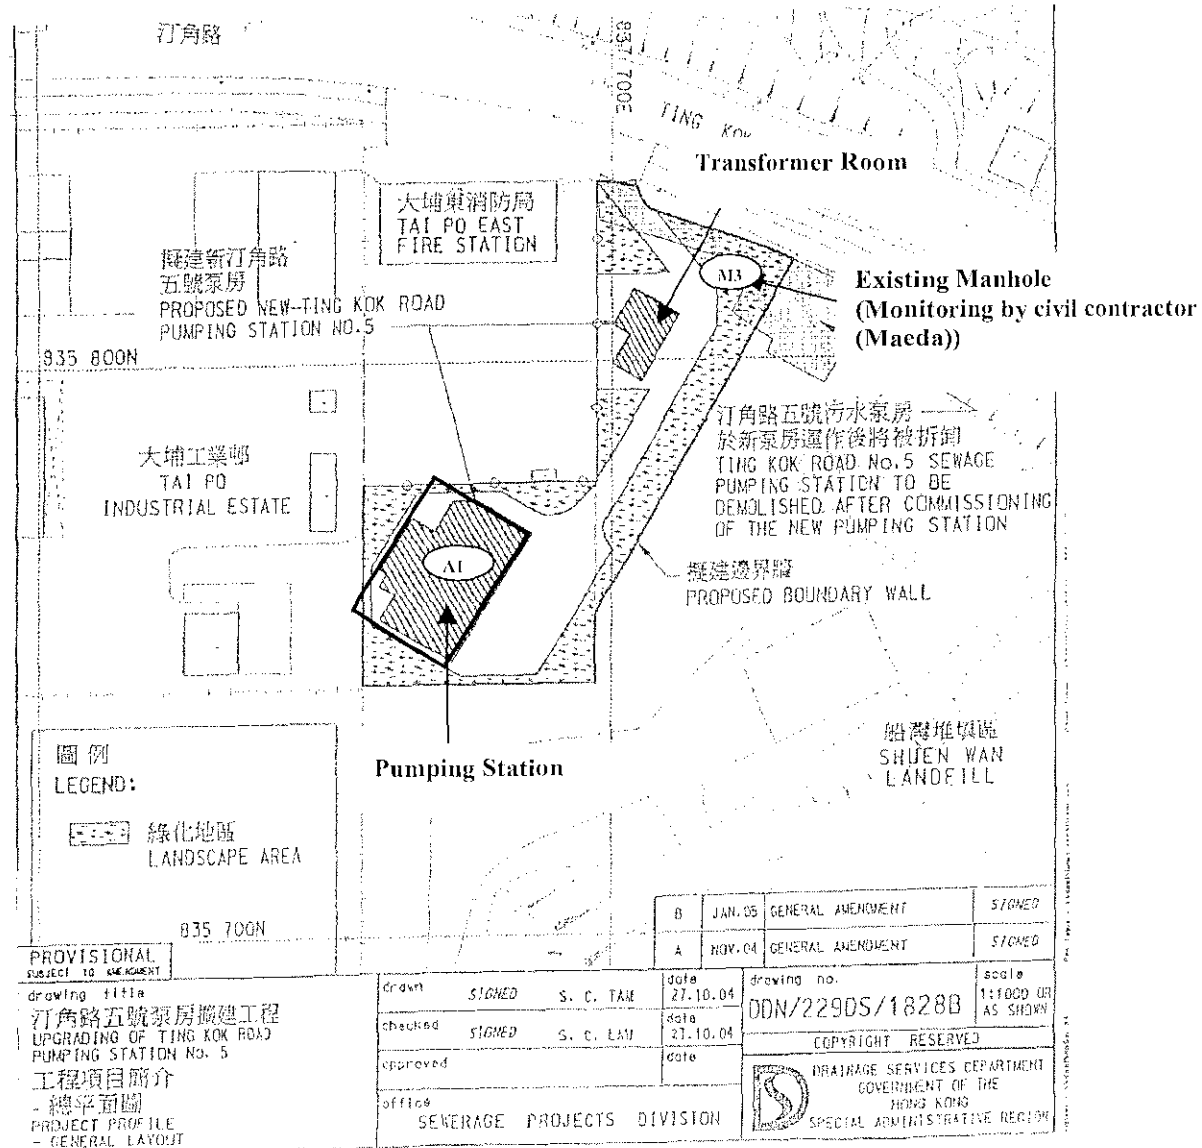 汀角路
837 700E
TING KOK
Transformer Room
大埔東消防局
TAI PO EAST
FIRE STATION
擬建新汀角路
五號泵房
PROPOSED NEW-TING KOK ROAD
PUMPING STATION NO.5
M3
Existing Manhole
(Monitoring by civil contractor
(Maeda))
835 800N
汀角路五號污水泵房
於新泵房運作後將被拆卸
TING KOK ROAD No.5 SEWAGE
PUMPING STATION TO BE
DEMOLISHED AFTER COMMISSIONING
OF THE NEW PUMPING STATION
大埔工業邨
TAI PO
INDUSTRIAL ESTATE
A1
擬建邊界牆
PROPOSED BOUNDARY WALL
Pumping Station
船灣堆填區
SHUEN WAN
LANDFILL
圖例
LEGEND:
綠化地區
LANDSCAPE AREA
835 700N
PROVISIONAL
SUBJECT TO AMENDMENT
B JAN.05 GENERAL AMENDMENT SIGNED
A NOV.04 GENERAL AMENDMENT SIGNED
drawing title
汀角路五號泵房擴建工程
UPGRADING OF TING KOK ROAD
PUMPING STATION No. 5
工程項目簡介
- 總平面圖
PROJECT PROFILE
- GENERAL LAYOUT
drawn SIGNED S. C. TAM date 27.10.04
checked SIGNED S. C. LAU date 27.10.04
approved date
office
SEWERAGE PROJECTS DIVISION
drawing no.
DDN/229DS/1828B
scale
1:1000 OR
AS SHOWN
COPYRIGHT RESERVED
DRAINAGE SERVICES DEPARTMENT
GOVERNMENT OF THE
HONG KONG
SPECIAL ADMINISTRATIVE REGION